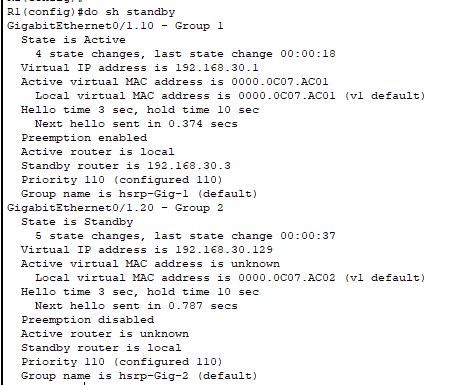 R1(config)#do sh standby
GigabitEthernet0/1.10 - Group 1
State is Active
4 state changes, last state change 00:00:18
Virtual IP address is 192.168.30.1
Active virtual MAC address is 0000.0C07.AC01
Local virtual MAC address is 0000.0C07.AC01 (v1 default)
Hello time 3 sec, hold time 10 sec
Next hello sent in 0.374 secs
Preemption enabled
Active router is local
Standby router is 192.168.30.3
Priority 110 (configured 110)
Group name is hsrp-Gig-1 (default)
GigabitEthernet0/1.20 - Group 2
State is Standby
5 state changes, last state change 00:00:37
Virtual IP address is 192.168.30.129
Active virtual MAC address is unknown
Local virtual MAC address is 0000.0C07.AC02 (v1 default)
Hello time 3 sec, hold time 10 sec
Next hello sent in 0.787 secs
Preemption disabled
Active router is unknown
Standby router is local
Priority 110 (configured 110)
Group name is hsrp-Gig-2 (default)